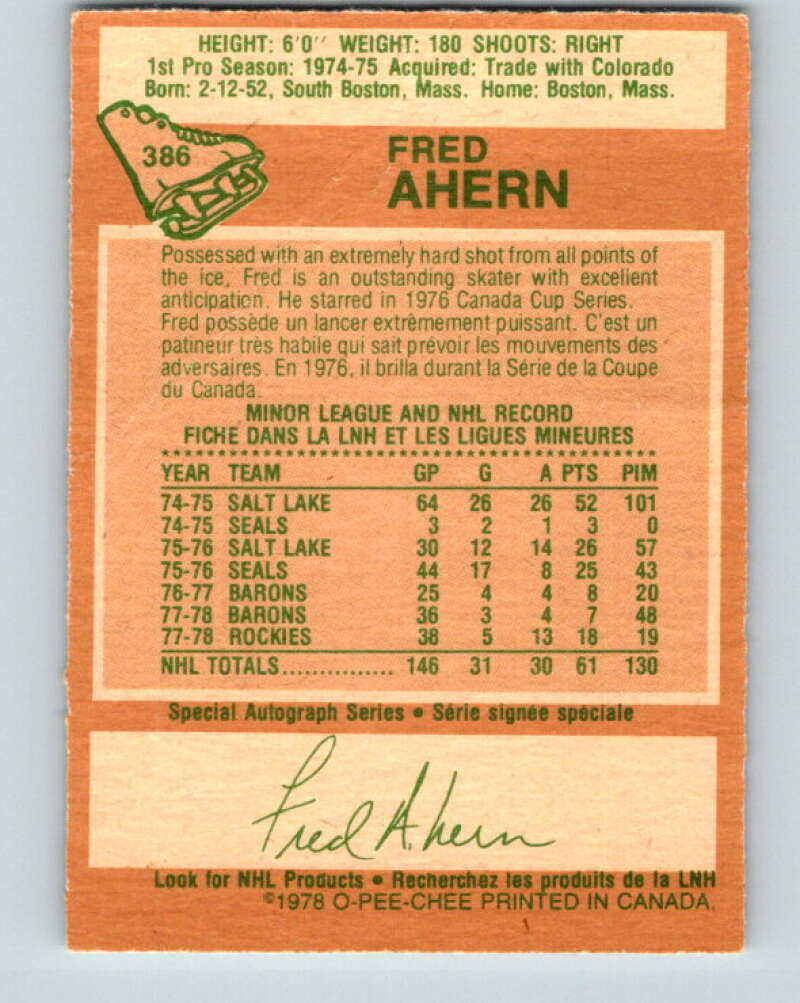 HEIGHT: 6'0'' WEIGHT: 180 SHOOTS: RIGHT
1st Pro Season: 1974-75 Acquired: Trade with Colorado
Born: 2-12-52, South Boston, Mass. Home: Boston, Mass.
386
FRED
AHERN
Possessed with an extremely hard shot from all points of
the ice, Fred is an outstanding skater with excellent
anticipation. He starred in 1976 Canada Cup Series.
Fred possède un lancer extrêmement puissant. C'est un
patineur très habile qui sait prévoir les mouvements des
adversaires. En 1976, il brilla durant la Série de la Coupe
du Canada.
MINOR LEAGUE AND NHL RECORD
FICHE DANS LA LNH ET LES LIGUES MINEURES
YEAR TEAM GP G A PTS PIM
74-75 SALT LAKE 64 26 26 52 101
74-75 SEALS 3 2 1 3 0
75-76 SALT LAKE 30 12 14 26 57
75-76 SEALS 44 17 8 25 43
76-77 BARONS 25 4 4 8 20
77-78 BARONS 36 3 4 7 48
77-78 ROCKIES 38 5 13 18 19
NHL TOTALS............... 146 31 30 61 130
Special Autograph Series • Série signée spéciale
Fred Ahern
Look for NHL Products • Recherchez les produits de la LNH
©1978 O-PEE-CHEE PRINTED IN CANADA.